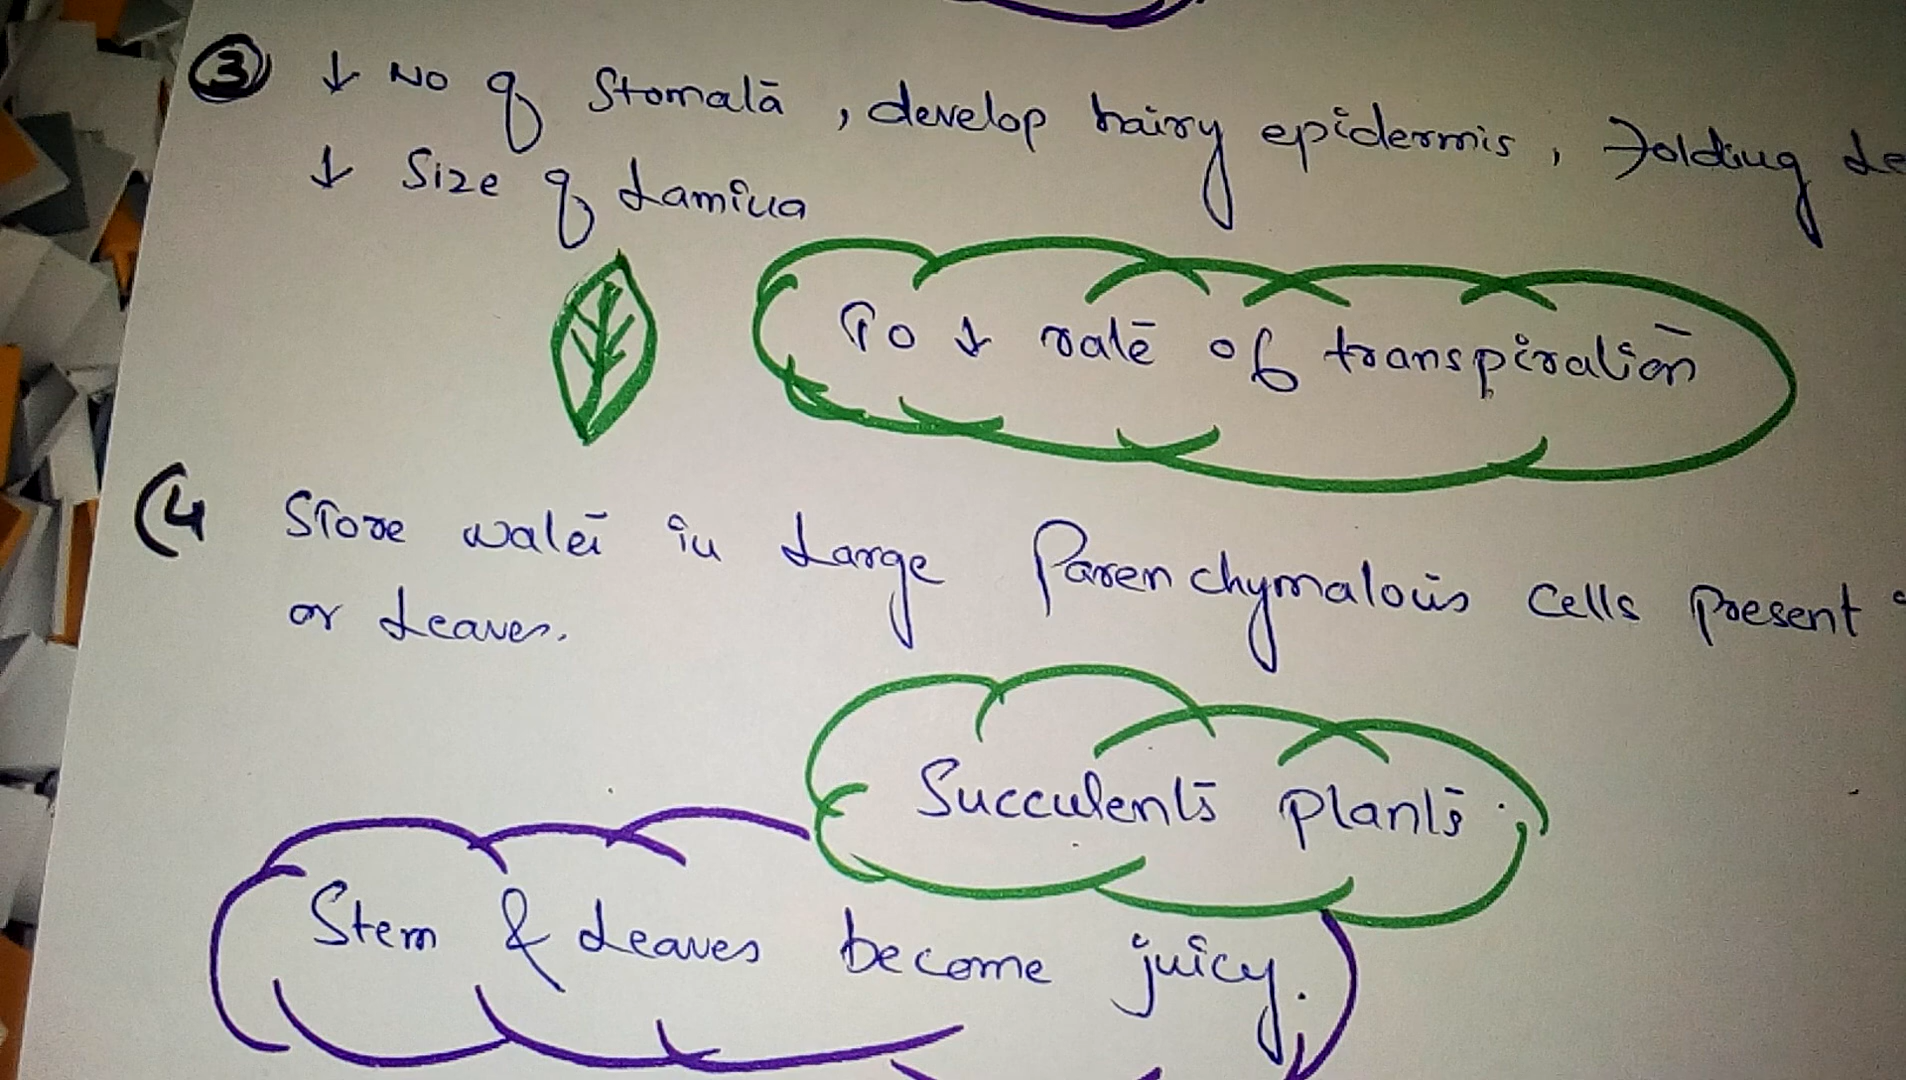 ③ ↓ No of Stomata, develop hairy epidermis, Folding
↓ Size of Lamina
To ↓ rate of transpiration
(4 Store water in Large Parenchymatous cells present
or Leaves.
Succulents plants.
Stem & Leaves become juicy.